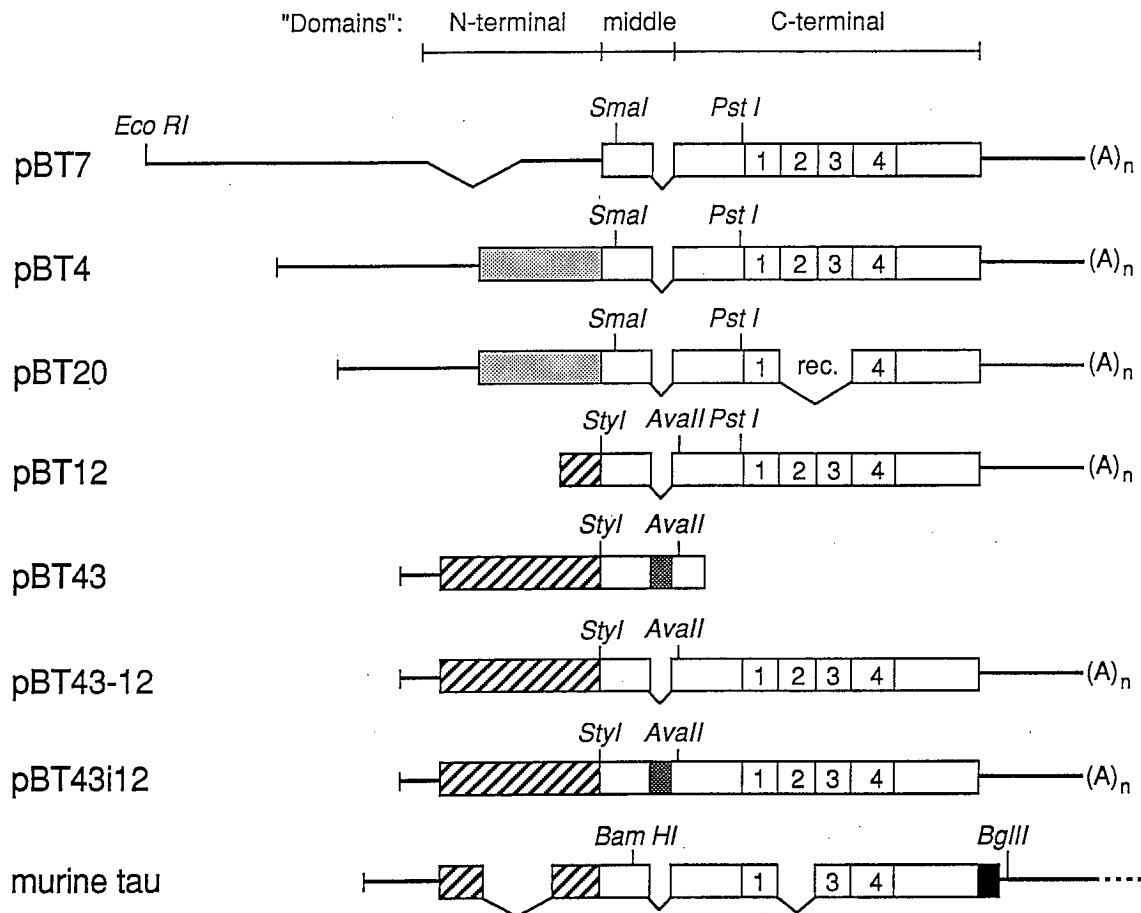 "Domains": N-terminal middle C-terminal
Eco RI SmaI Pst I
pBT7 1 2 3 4 (A)n
SmaI Pst I
pBT4 1 2 3 4 (A)n
SmaI Pst I
pBT20 1 rec. 4 (A)n
StyI AvaII Pst I
pBT12 1 2 3 4 (A)n
StyI AvaII
pBT43
StyI AvaII
pBT43-12 1 2 3 4 (A)n
StyI AvaII
pBT43i12 1 2 3 4 (A)n
Bam HI BglII
murine tau 1 3 4